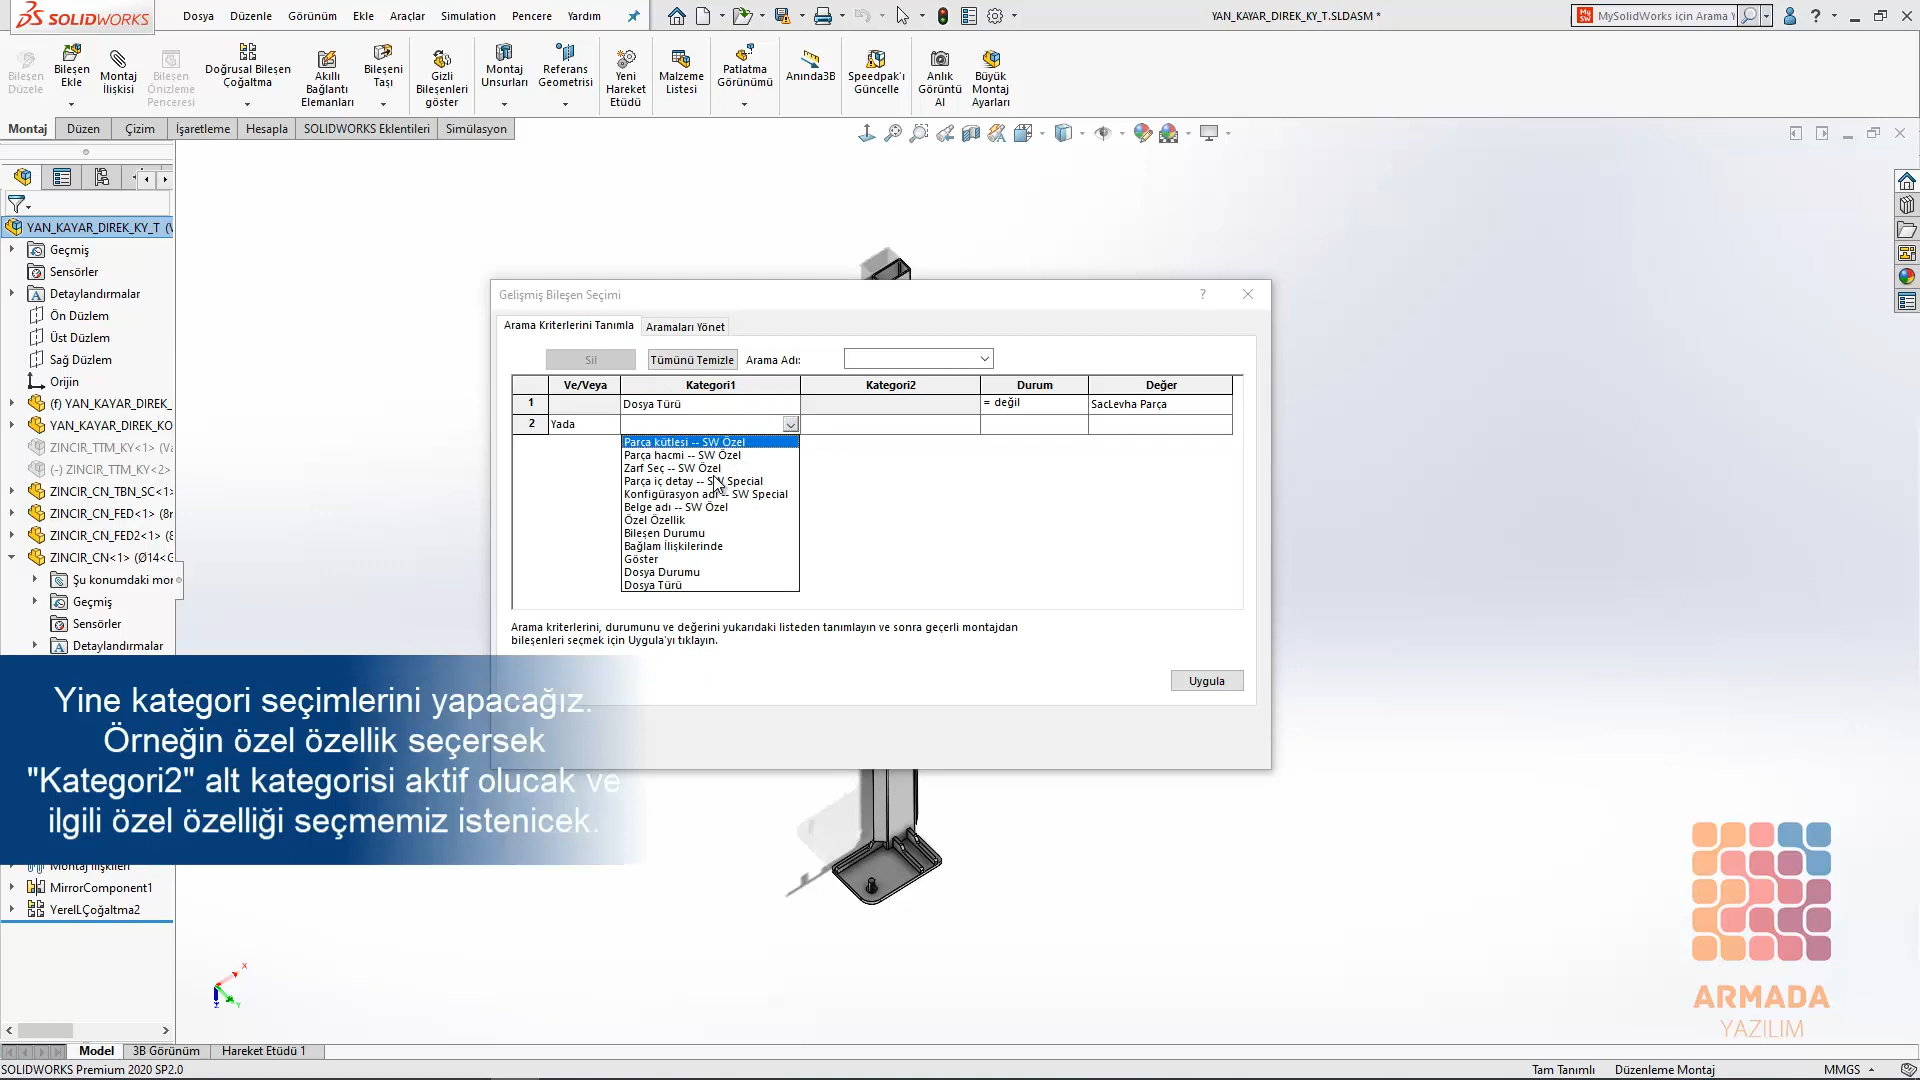 SOLIDWORKS
Dosya Düzenle Görünüm Ekle Araçlar Simulation Pencere Yardım
YAN_KAYAR_DIREK_KY_T.SLDASM *
MySolidWorks için Arama Y
Bileşen Düzele
Bileşen Ekle
Montaj İlişkisi
Bileşen Önizleme Penceresi
Doğrusal Bileşen Çoğaltma
Akıllı Bağlantı Elemanları
Bileşeni Taşı
Gizli Bileşenleri göster
Montaj Unsurları
Referans Geometrisi
Yeni Hareket Etüdü
Malzeme Listesi
Patlatma Görünümü
Anında3B
Speedpak'ı Güncelle
Anlık Görüntü Al
Büyük Montaj Ayarları
Montaj Düzen Çizim İşaretleme Hesapla SOLIDWORKS Eklentileri Simülasyon
YAN_KAYAR_DIREK_KY_T (V
Geçmiş
Sensörler
Detaylandırmalar
Ön Düzlem
Üst Düzlem
Sağ Düzlem
Orijin
(f) YAN_KAYAR_DIREK_
YAN_KAYAR_DIREK_KO
ZINCIR_TTM_KY<1> (Va
(-) ZINCIR_TTM_KY<2>
ZINCIR_CN_TBN_SC<1>
ZINCIR_CN_FED<1> (8r
ZINCIR_CN_FED2<1> (8
ZINCIR_CN<1> (Ø14<G
Şu konumdaki mor
Geçmiş
Sensörler
Detaylandırmalar
Montaj İlişkileri
MirrorComponent1
YerelLÇoğaltma2
Gelişmiş Bileşen Seçimi
Arama Kriterlerini Tanımla Aramaları Yönet
Sil Tümünü Temizle Arama Adı:
Ve/Veya Kategori1 Kategori2 Durum Değer
1 Dosya Türü = değil SacLevha Parça
2 Yada
Parça kütlesi -- SW Özel
Parça hacmi -- SW Özel
Zarf Seç -- SW Özel
Parça iç detay -- SW Special
Konfigürasyon adı -- SW Special
Belge adı -- SW Özel
Özel Özellik
Bileşen Durumu
Bağlam İlişkilerinde
Göster
Dosya Durumu
Dosya Türü
Arama kriterlerini, durumunu ve değerini yukarıdaki listeden tanımlayın ve sonra geçerli montajdan
bileşenleri seçmek için Uygula'yı tıklayın.
Uygula
Yine kategori seçimlerini yapacağız.
Örneğin özel özellik seçersek
"Kategori2" alt kategorisi aktif olucak ve
ilgili özel özelliği seçmemiz istenicek.
X
Y
Z
ARMADA
YAZILIM
Model 3B Görünüm Hareket Etüdü 1
SOLIDWORKS Premium 2020 SP2.0 Tam Tanımlı Düzenleme Montaj MMGS